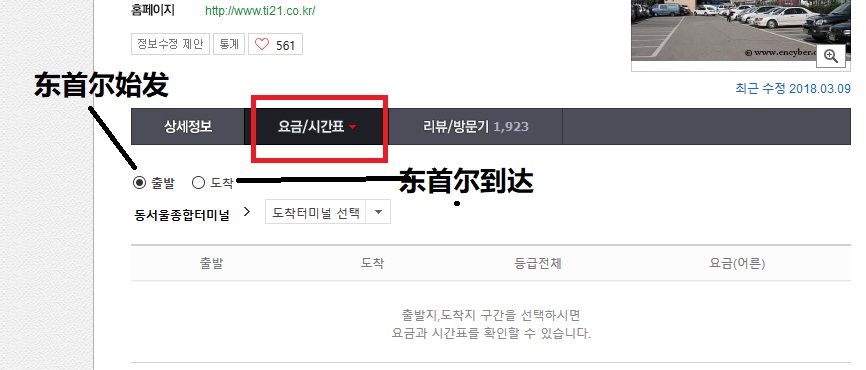 홈페이지 http://www.ti21.co.kr/
정보수정 제안 통계 561
© www.encyber.c
최근 수정 2018.03.09
东首尔始发
상세정보 요금/시간표 리뷰/방문기 1,923
출발 도착
东首尔到达
동서울종합터미널 > 도착터미널 선택
출발 도착 등급전체 요금(어른)
출발지,도착지 구간을 선택하시면
요금과 시간표를 확인할 수 있습니다.